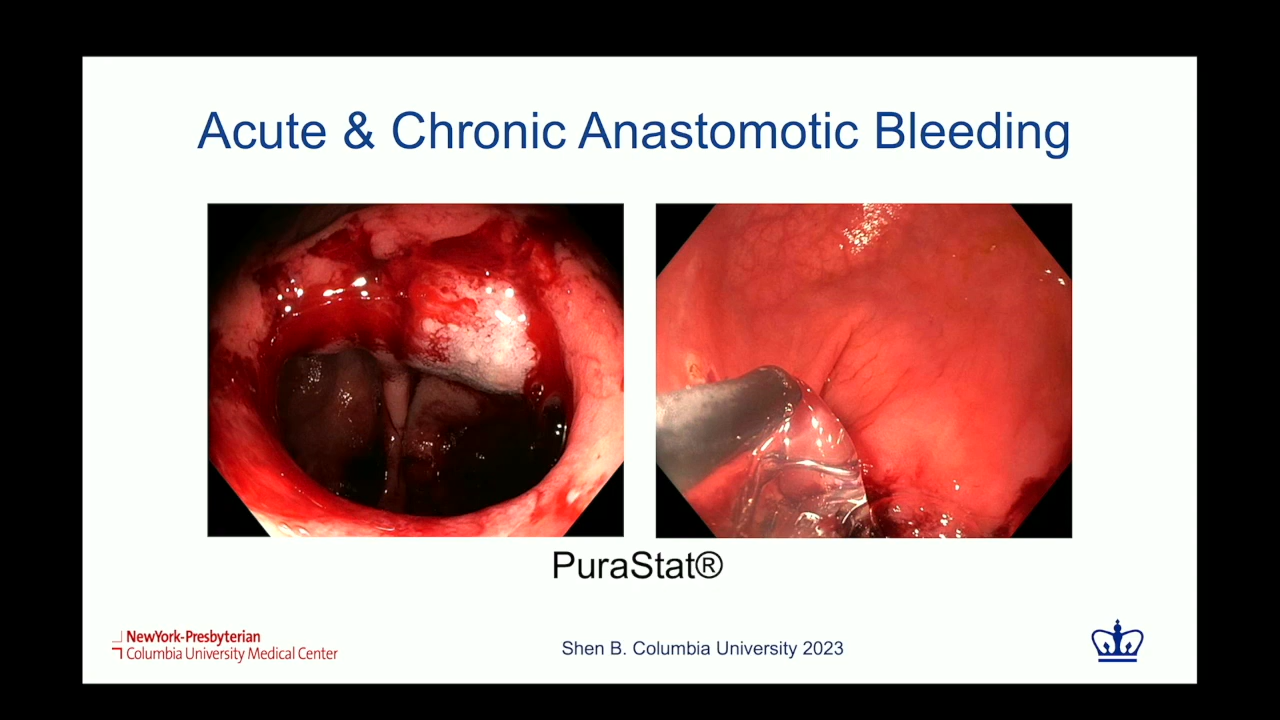 Acute & Chronic Anastomotic Bleeding
PuraStat®
NewYork-Presbyterian
Columbia University Medical Center
Shen B. Columbia University 2023